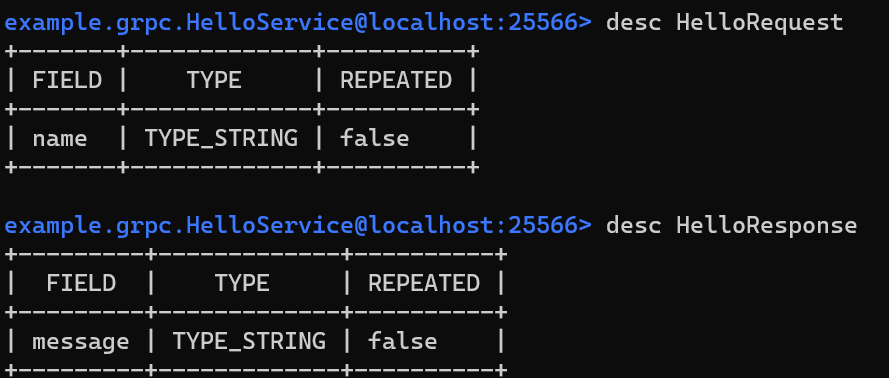 example.grpc.HelloService@localhost:25566> desc HelloRequest
+-------+-------------+----------+
| FIELD |    TYPE     | REPEATED |
+-------+-------------+----------+
| name  | TYPE_STRING | false    |
+-------+-------------+----------+
example.grpc.HelloService@localhost:25566> desc HelloResponse
+---------+-------------+----------+
|  FIELD  |    TYPE     | REPEATED |
+---------+-------------+----------+
| message | TYPE_STRING | false    |
+---------+-------------+----------+